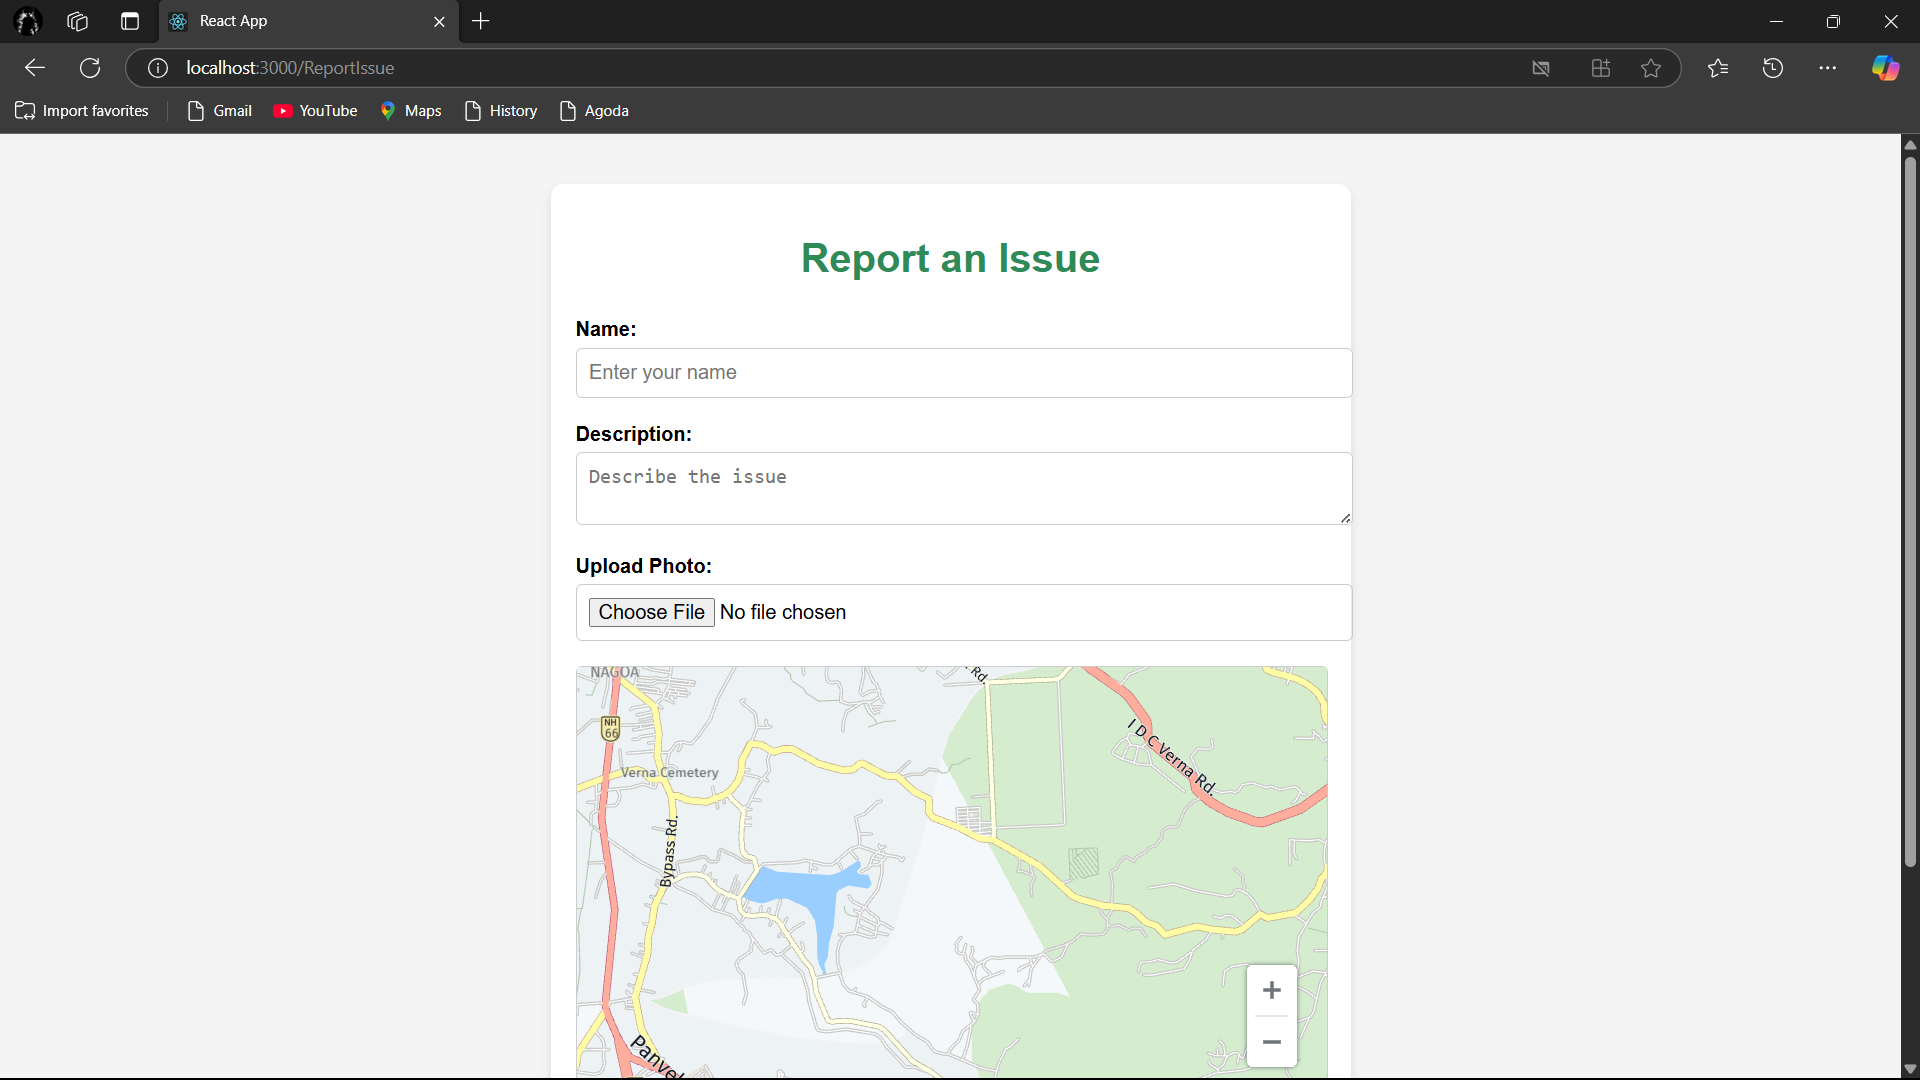 React App
localhost:3000/ReportIssue
Import favorites
Gmail
YouTube
Maps
History
Agoda
Report an Issue
Name:
Enter your name
Description:
Describe the issue
Upload Photo:
Choose File No file chosen
NAGOA
Rd.
NH
66
I D C Verna Rd.
Verna Cemetery
Bypass Rd.
+
−
Panvel